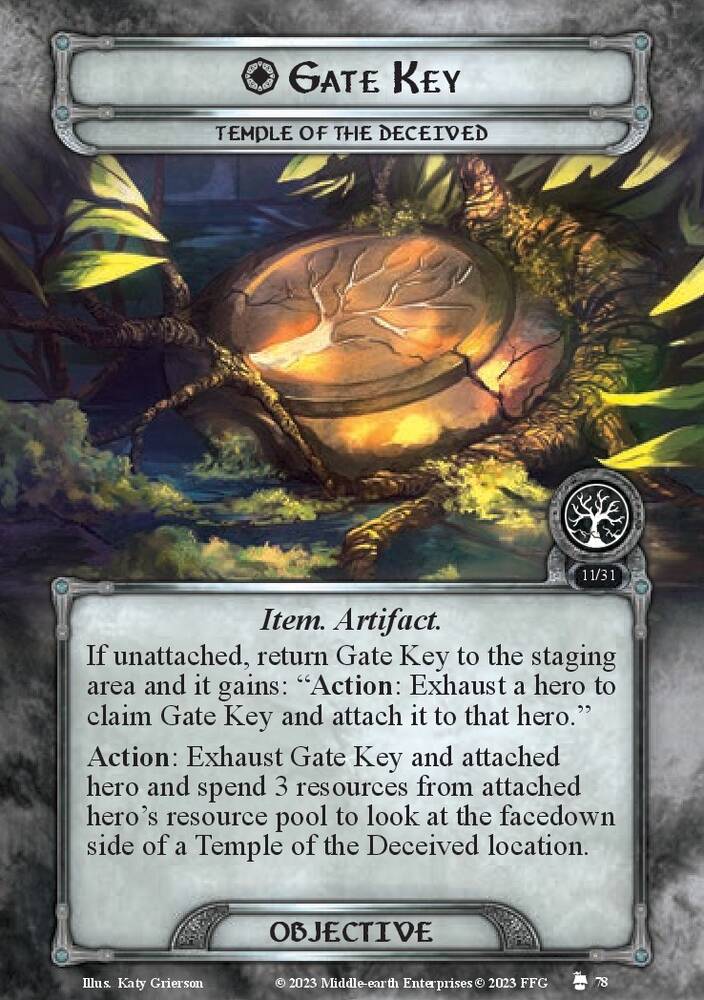 GATE KEY
TEMPLE OF THE DECEIVED
11/31
Item. Artifact.
If unattached, return Gate Key to the staging
area and it gains: “Action: Exhaust a hero to
claim Gate Key and attach it to that hero.”
Action: Exhaust Gate Key and attached
hero and spend 3 resources from attached
hero’s resource pool to look at the facedown
side of a Temple of the Deceived location.
OBJECTIVE
Illus. Katy Grierson © 2023 Middle-earth Enterprises © 2023 FFG 78